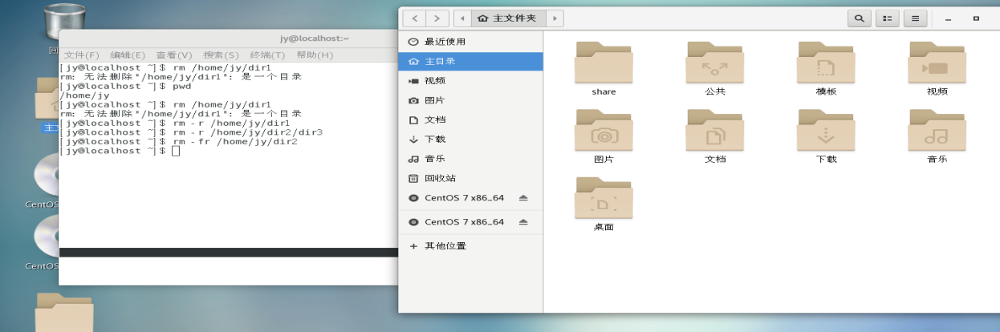 jy@localhost:~
文件(F) 编辑(E) 查看(V) 搜索(S) 终端(T) 帮助(H)
[jy@localhost ~]$ rm /home/jy/dir1
rm: 无法删除"/home/jy/dir1": 是一个目录
[jy@localhost ~]$ pwd
/home/jy
[jy@localhost ~]$ rm /home/jy/dir1
rm: 无法删除"/home/jy/dir1": 是一个目录
[jy@localhost ~]$ rm -r /home/jy/dir1
[jy@localhost ~]$ rm -r /home/jy/dir2/dir3
[jy@localhost ~]$ rm -fr /home/jy/dir2
[jy@localhost ~]$
CentOS
CentOS
主文件夹
最近使用
主目录
视频
图片
文档
下载
音乐
回收站
CentOS 7 x86_64
CentOS 7 x86_64
其他位置
share 公共 模板 视频
图片 文档 下载 音乐
桌面